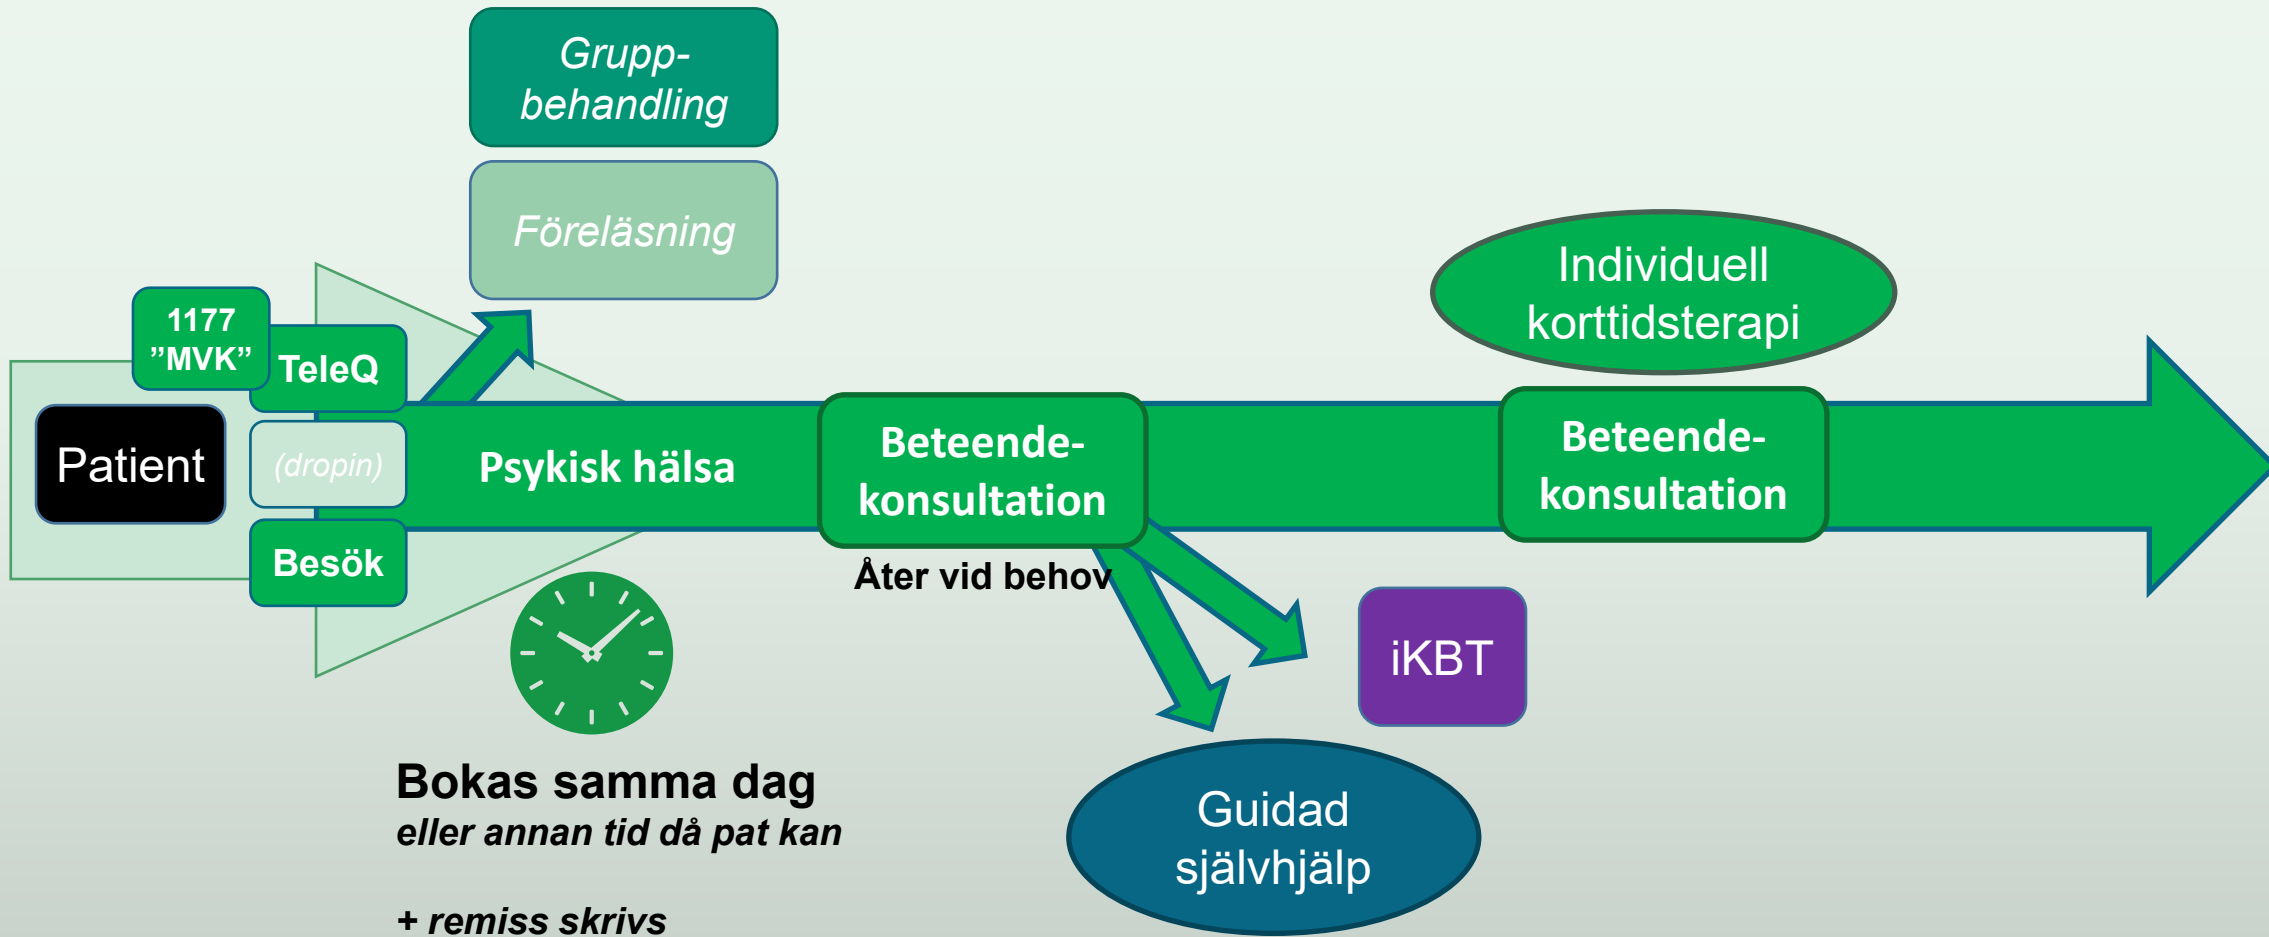 Grupp-
behandling
Föreläsning
1177
”MVK”
TeleQ
Patient
(dropin)
Besök
Psykisk hälsa
Beteende-
konsultation
Åter vid behov
Individuell
korttidsterapi
Beteende-
konsultation
iKBT
Guidad
självhjälp
Bokas samma dag
eller annan tid då pat kan
+ remiss skrivs